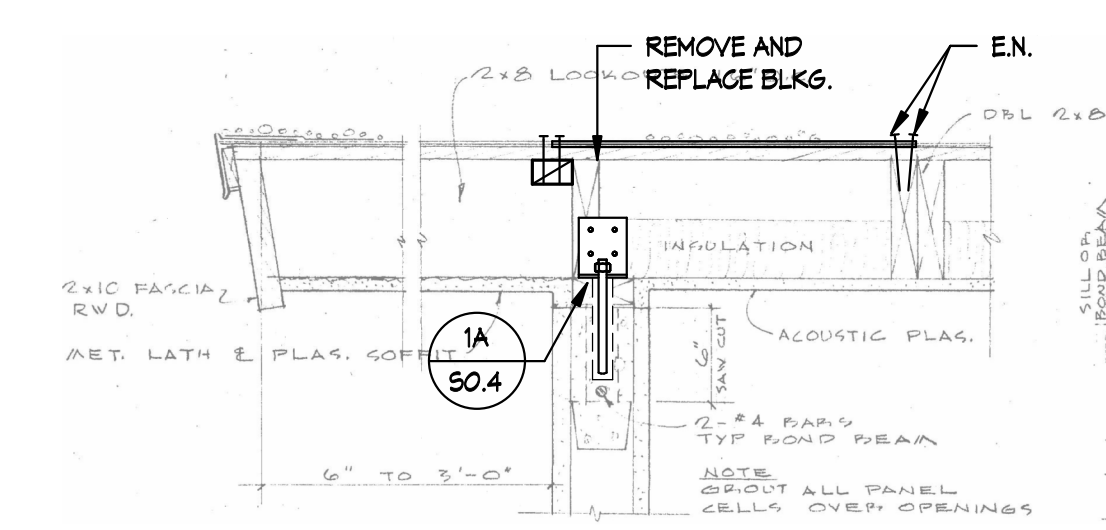 REMOVE AND
REPLACE BLKG.
E.N.
2x8 LOOKO
DBL 2x8
INSULATION
2x10 FASCIA
RWD.
MET. LATH & PLAS. SOFFIT
1A
S0.4
ACOUSTIC PLAS.
6"
SAW CUT
SILL OR
BOND BEAM
2-#4 BARS
TYP BOND BEAM
6" TO 3'-0"
NOTE
GROUT ALL PANEL
CELLS OVER OPENINGS